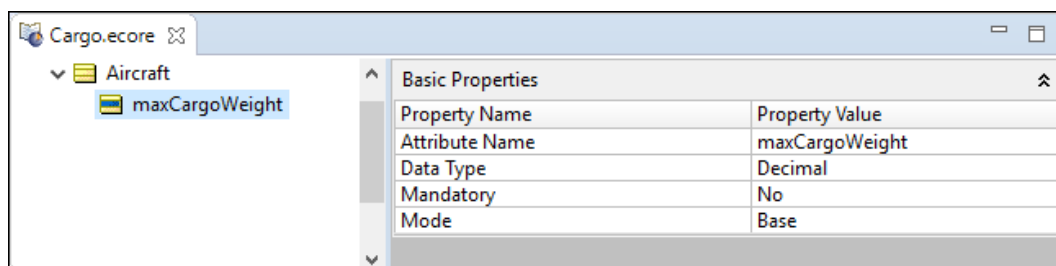 Cargo.ecore
Aircraft
maxCargoWeight
Basic Properties
Property Name Property Value
Attribute Name maxCargoWeight
Data Type Decimal
Mandatory No
Mode Base